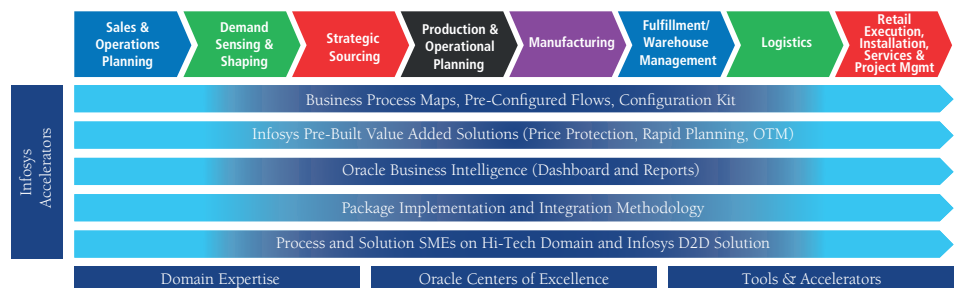 Sales &
Operations
Planning
Demand
Sensing &
Shaping
Strategic
Sourcing
Production &
Operational
Planning
Manufacturing
Fulfillment/
Warehouse
Management
Logistics
Retail
Execution,
Installation,
Services &
Project Mgmt
Infosys
Accelerators
Business Process Maps, Pre-Configured Flows, Configuration Kit
Infosys Pre-Built Value Added Solutions (Price Protection, Rapid Planning, OTM)
Oracle Business Intelligence (Dashboard and Reports)
Package Implementation and Integration Methodology
Process and Solution SMEs on Hi-Tech Domain and Infosys D2D Solution
Domain Expertise
Oracle Centers of Excellence
Tools & Accelerators